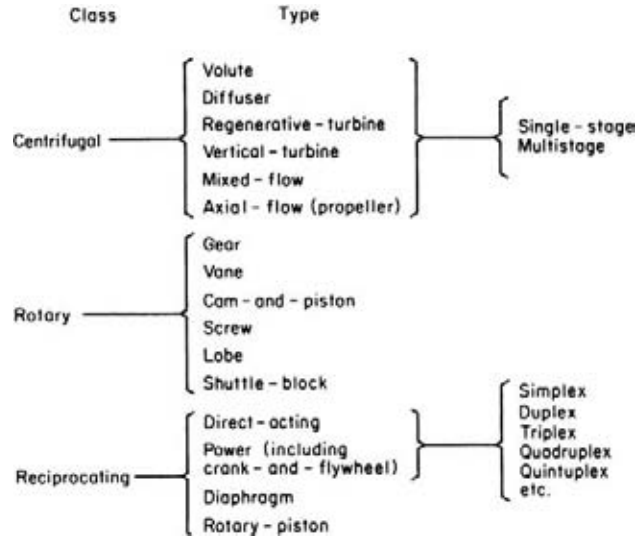 Class Type
Volute
Diffuser
Regenerative-turbine
Centrifugal
Vertical-turbine
Mixed-flow
Axial-flow (propeller)
Single-stage
Multistage
Gear
Vane
Cam-and-piston
Rotary
Screw
Lobe
Shuttle-block
Direct-acting
Power (including
crank-and-flywheel)
Reciprocating
Diaphragm
Rotary-piston
Simplex
Duplex
Triplex
Quadruplex
Quintuplex
etc.